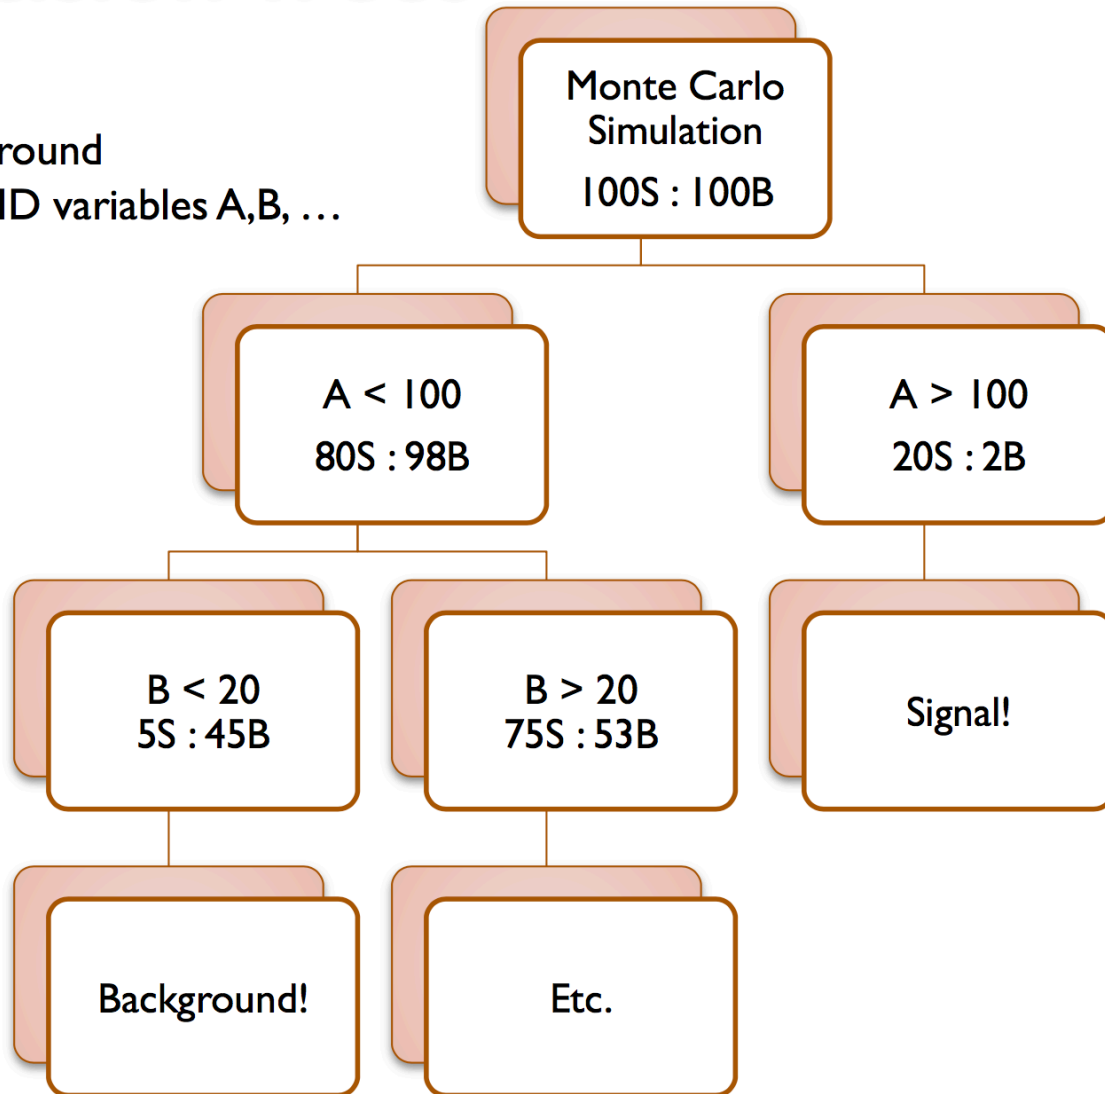 round
ID variables A,B, …
Monte Carlo
Simulation
100S : 100B
A < 100
80S : 98B
A > 100
20S : 2B
B < 20
5S : 45B
B > 20
75S : 53B
Signal!
Background!
Etc.